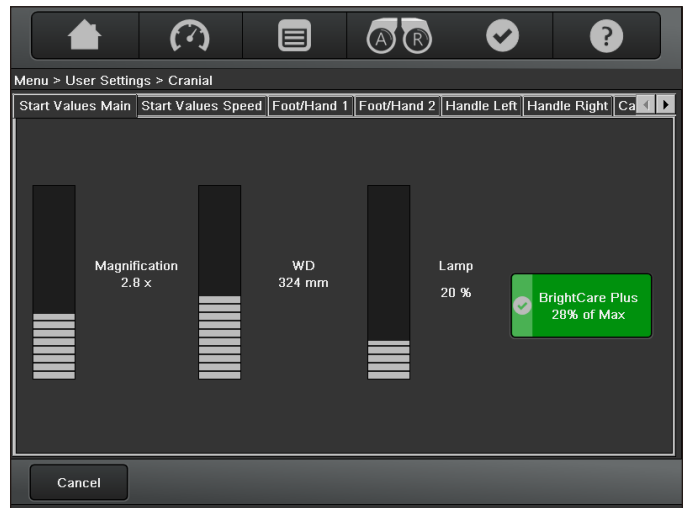 A R ?
Menu > User Settings > Cranial
Start Values Main Start Values Speed Foot/Hand 1 Foot/Hand 2 Handle Left Handle Right Ca
Magnification
2.8 x
WD
324 mm
Lamp
20 %
BrightCare Plus
28% of Max
Cancel